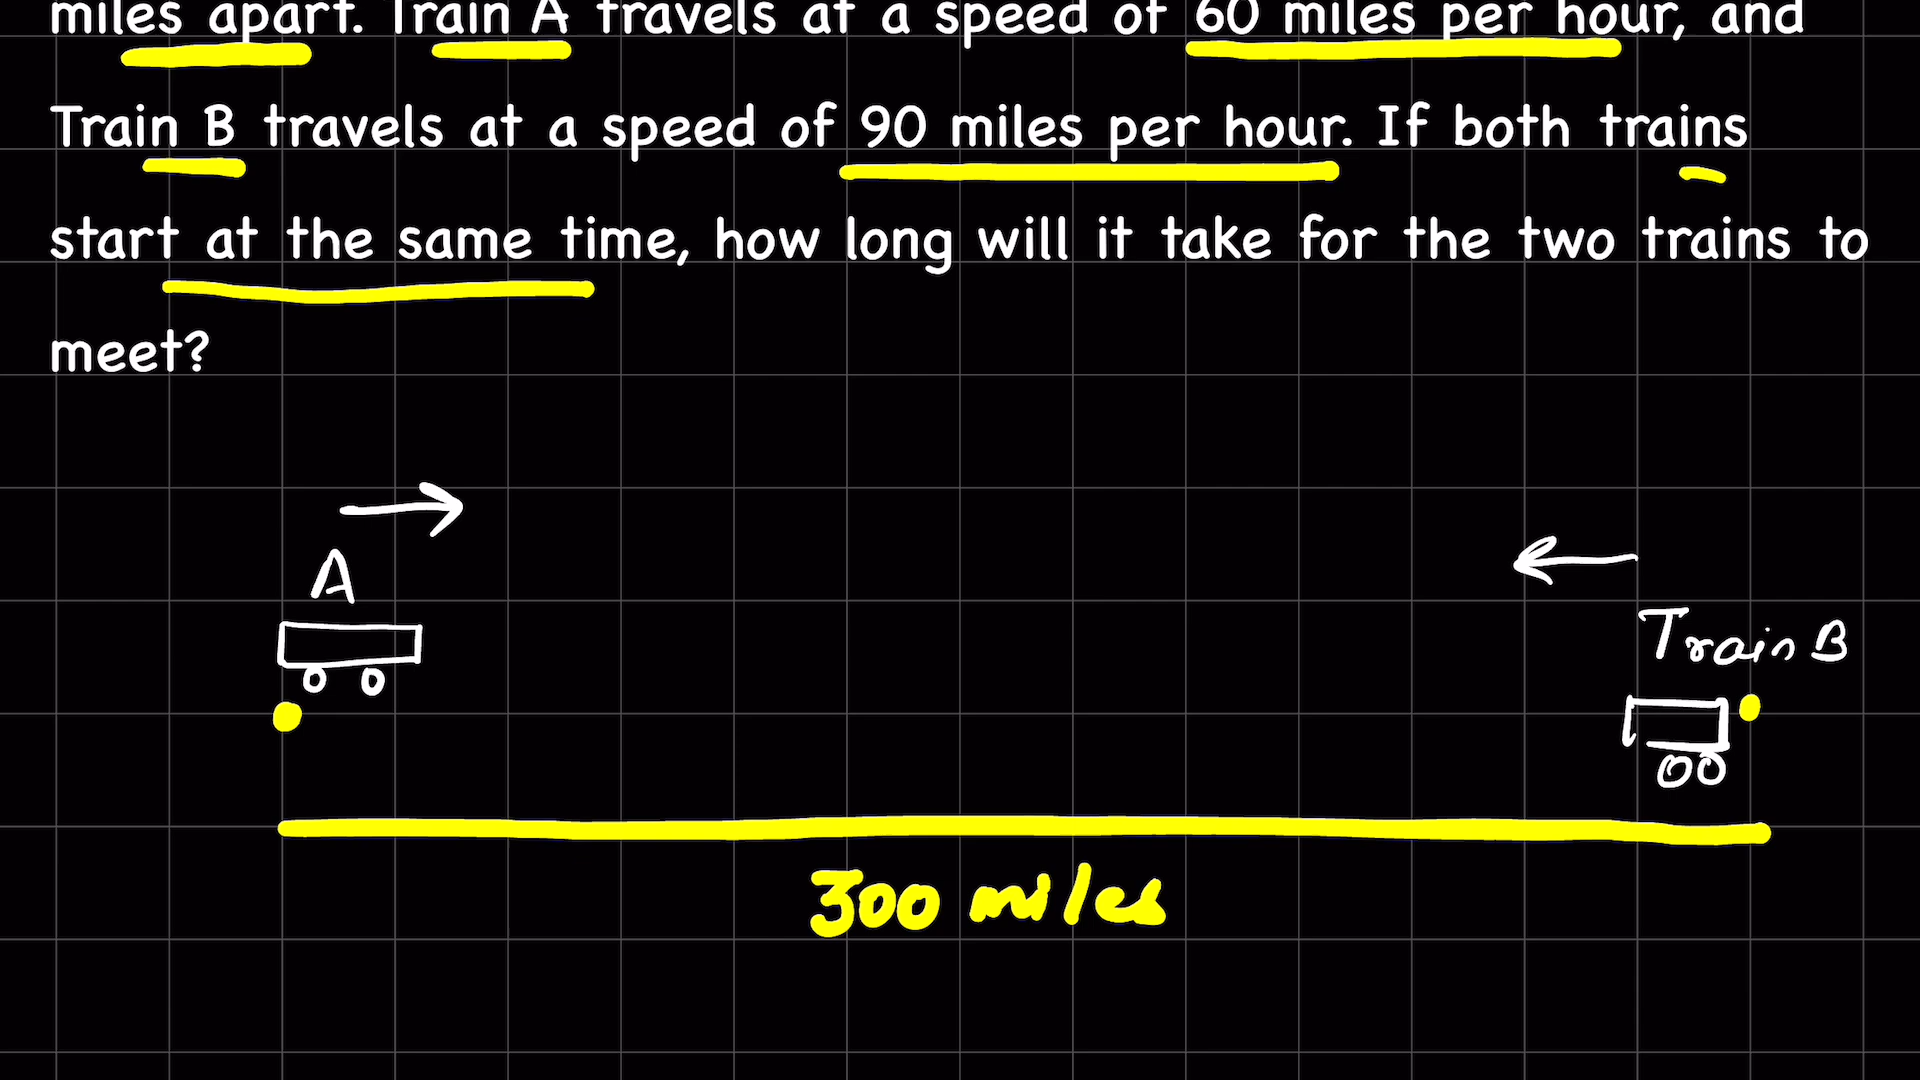 miles apart. Train A travels at a speed of 60 miles per hour, and
Train B travels at a speed of 90 miles per hour. If both trains
start at the same time, how long will it take for the two trains to
meet?
A
Train B
300 miles